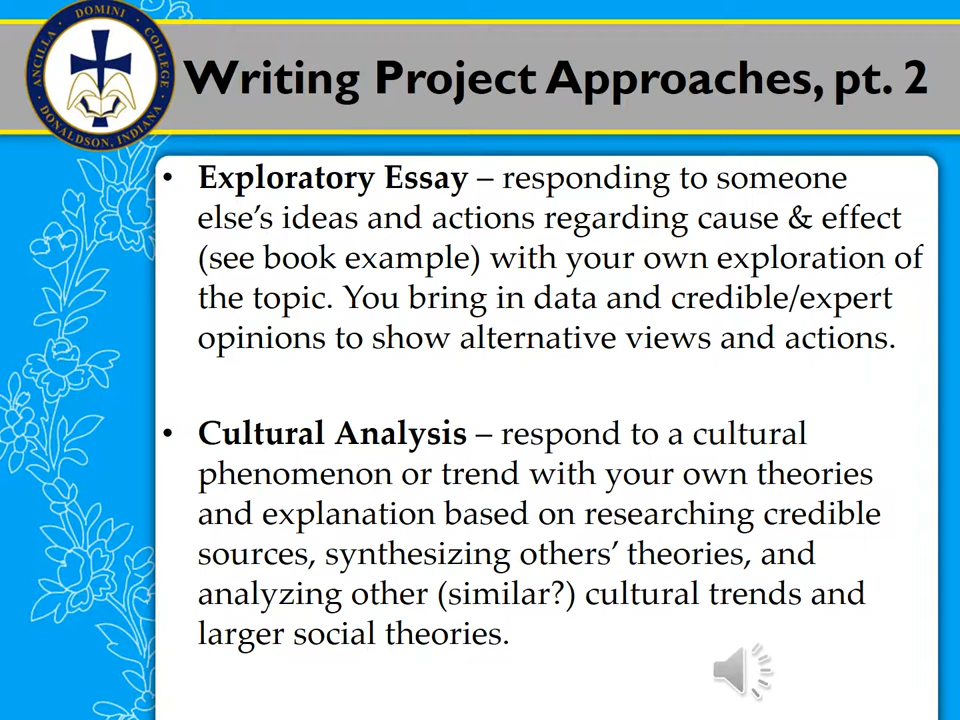 ANCILLA DOMINI COLLEGE
DONALDSON, INDIANA
Writing Project Approaches, pt. 2
• Exploratory Essay – responding to someone
else’s ideas and actions regarding cause & effect
(see book example) with your own exploration of
the topic. You bring in data and credible/expert
opinions to show alternative views and actions.
• Cultural Analysis – respond to a cultural
phenomenon or trend with your own theories
and explanation based on researching credible
sources, synthesizing others’ theories, and
analyzing other (similar?) cultural trends and
larger social theories.